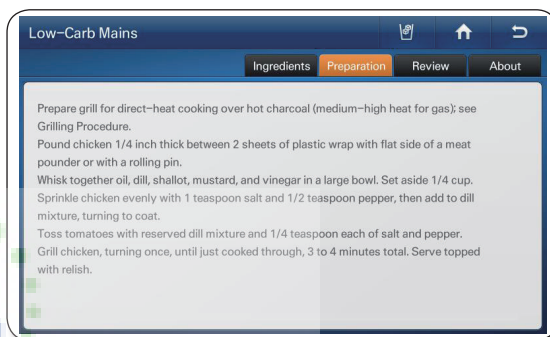 Low-Carb Mains
Ingredients Preparation Review About
Prepare grill for direct-heat cooking over hot charcoal (medium-high heat for gas); see
Grilling Procedure.
Pound chicken 1/4 inch thick between 2 sheets of plastic wrap with flat side of a meat
pounder or with a rolling pin.
Whisk together oil, dill, shallot, mustard, and vinegar in a large bowl. Set aside 1/4 cup.
Sprinkle chicken evenly with 1 teaspoon salt and 1/2 teaspoon pepper, then add to dill
mixture, turning to coat.
Toss tomatoes with reserved dill mixture and 1/4 teaspoon each of salt and pepper.
Grill chicken, turning once, until just cooked through, 3 to 4 minutes total. Serve topped
with relish.